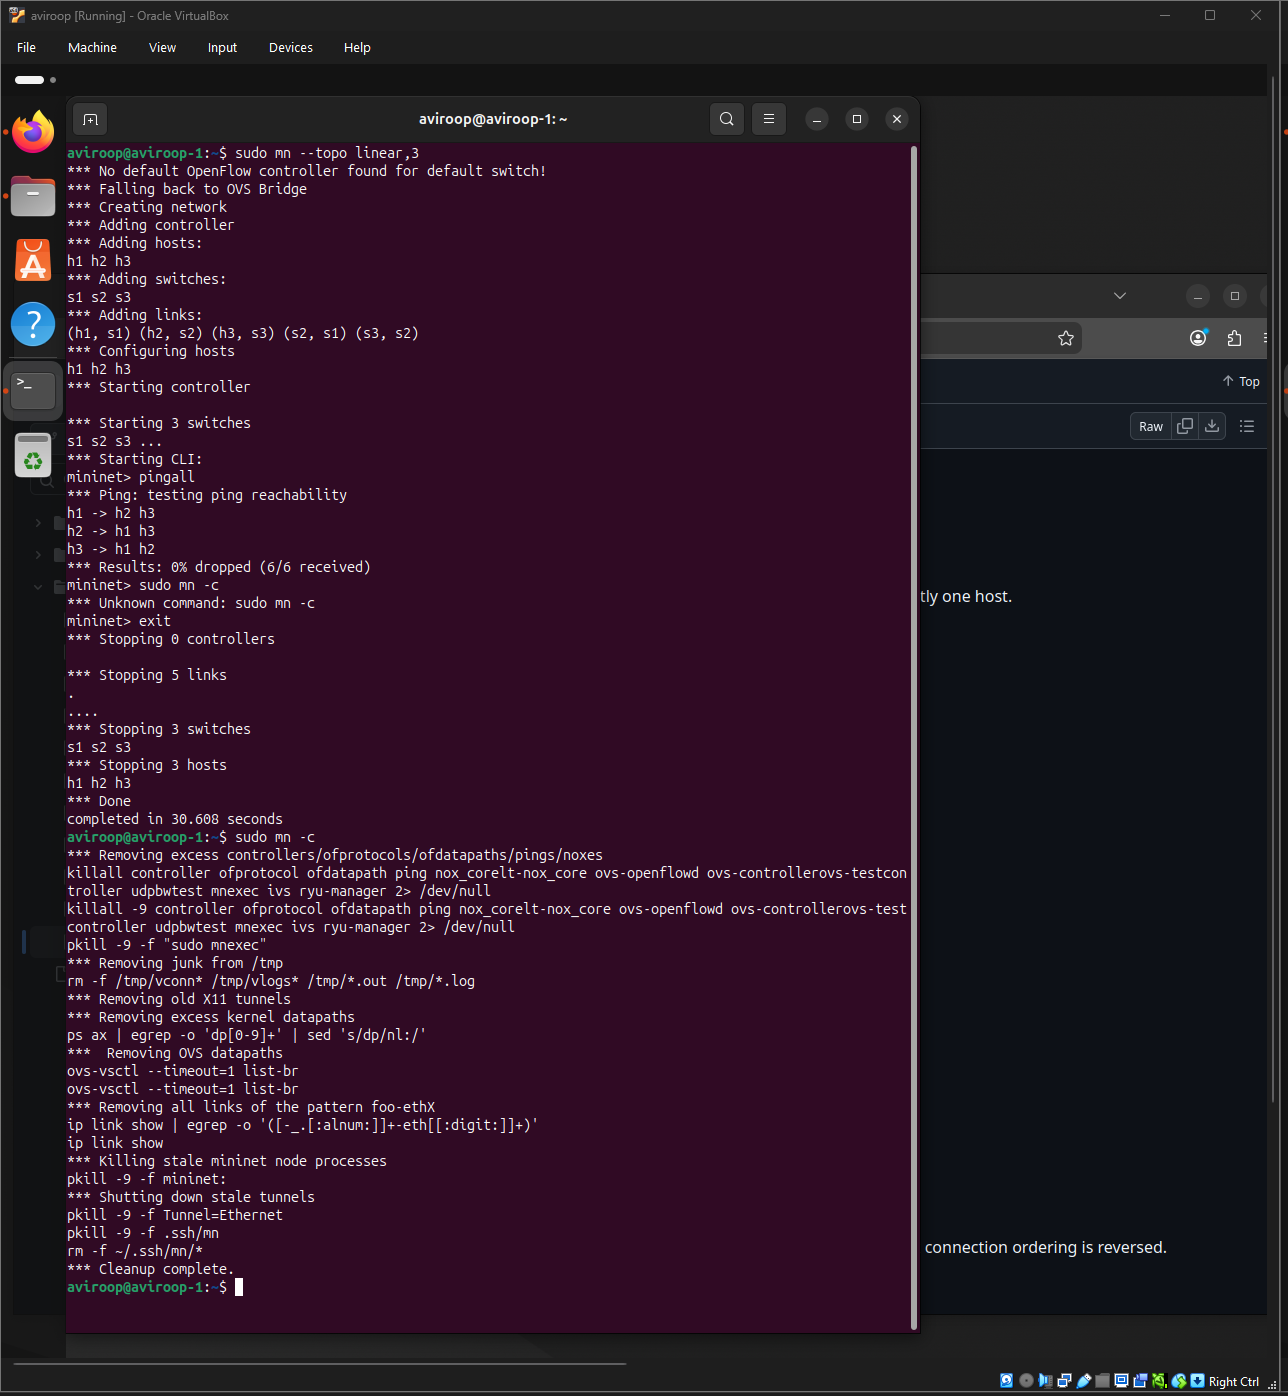 aviroop [Running] - Oracle VirtualBox
File Machine View Input Devices Help
aviroop@aviroop-1: ~
aviroop@aviroop-1:~$ sudo mn --topo linear,3
*** No default OpenFlow controller found for default switch!
*** Falling back to OVS Bridge
*** Creating network
*** Adding controller
*** Adding hosts:
h1 h2 h3
*** Adding switches:
s1 s2 s3
*** Adding links:
(h1, s1) (h2, s2) (h3, s3) (s2, s1) (s3, s2)
*** Configuring hosts
h1 h2 h3
*** Starting controller

*** Starting 3 switches
s1 s2 s3 ...
*** Starting CLI:
mininet> pingall
*** Ping: testing ping reachability
h1 -> h2 h3
h2 -> h1 h3
h3 -> h1 h2
*** Results: 0% dropped (6/6 received)
mininet> sudo mn -c
*** Unknown command: sudo mn -c
mininet> exit
*** Stopping 0 controllers

*** Stopping 5 links
.
....
*** Stopping 3 switches
s1 s2 s3
*** Stopping 3 hosts
h1 h2 h3
*** Done
completed in 30.608 seconds
aviroop@aviroop-1:~$ sudo mn -c
*** Removing excess controllers/ofprotocols/ofdatapaths/pings/noxes
killall controller ofprotocol ofdatapath ping nox_corelt-nox_core ovs-openflowd ovs-controllerovs-testcon
troller udpbwtest mnexec ivs ryu-manager 2> /dev/null
killall -9 controller ofprotocol ofdatapath ping nox_corelt-nox_core ovs-openflowd ovs-controllerovs-test
controller udpbwtest mnexec ivs ryu-manager 2> /dev/null
pkill -9 -f "sudo mnexec"
*** Removing junk from /tmp
rm -f /tmp/vconn* /tmp/vlogs* /tmp/*.out /tmp/*.log
*** Removing old X11 tunnels
*** Removing excess kernel datapaths
ps ax | egrep -o 'dp[0-9]+' | sed 's/dp/nl:/'
***  Removing OVS datapaths
ovs-vsctl --timeout=1 list-br
ovs-vsctl --timeout=1 list-br
*** Removing all links of the pattern foo-ethX
ip link show | egrep -o '([-_.[:alnum:]]+-eth[[:digit:]]+)'
ip link show
*** Killing stale mininet node processes
pkill -9 -f mininet:
*** Shutting down stale tunnels
pkill -9 -f Tunnel=Ethernet
pkill -9 -f .ssh/mn
rm -f ~/.ssh/mn/*
*** Cleanup complete.
aviroop@aviroop-1:~$
Top
Raw
tly one host.
connection ordering is reversed.
Right Ctrl